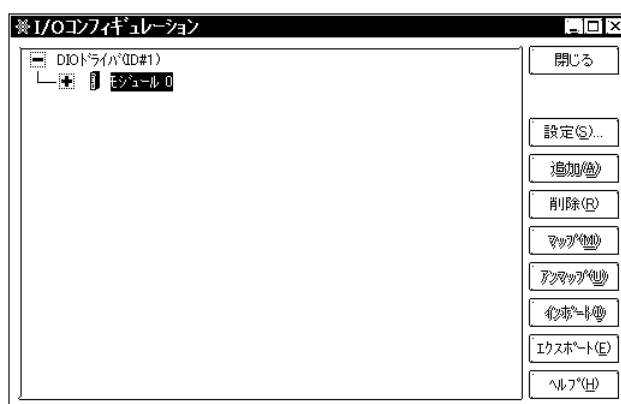 I/Oコンフィギュレーション
DIOドライバ(ID#1)
モジュール 0
閉じる
設定(S)...
追加(A)
削除(R)
マップ(M)
アンマップ(U)
インポート(I)
エクスポート(E)
ヘルプ(H)